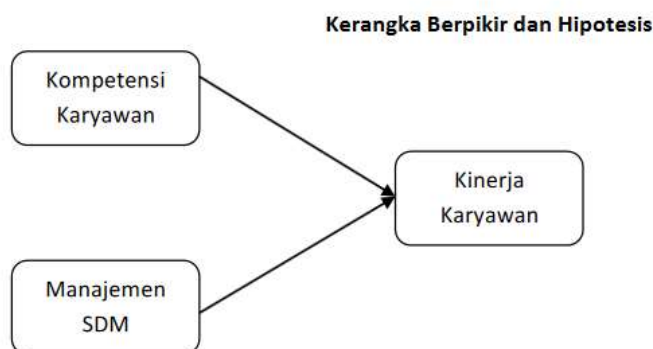 Kerangka Berpikir dan Hipotesis
Kompetensi
Karyawan
Kinerja
Karyawan
Manajemen
SDM